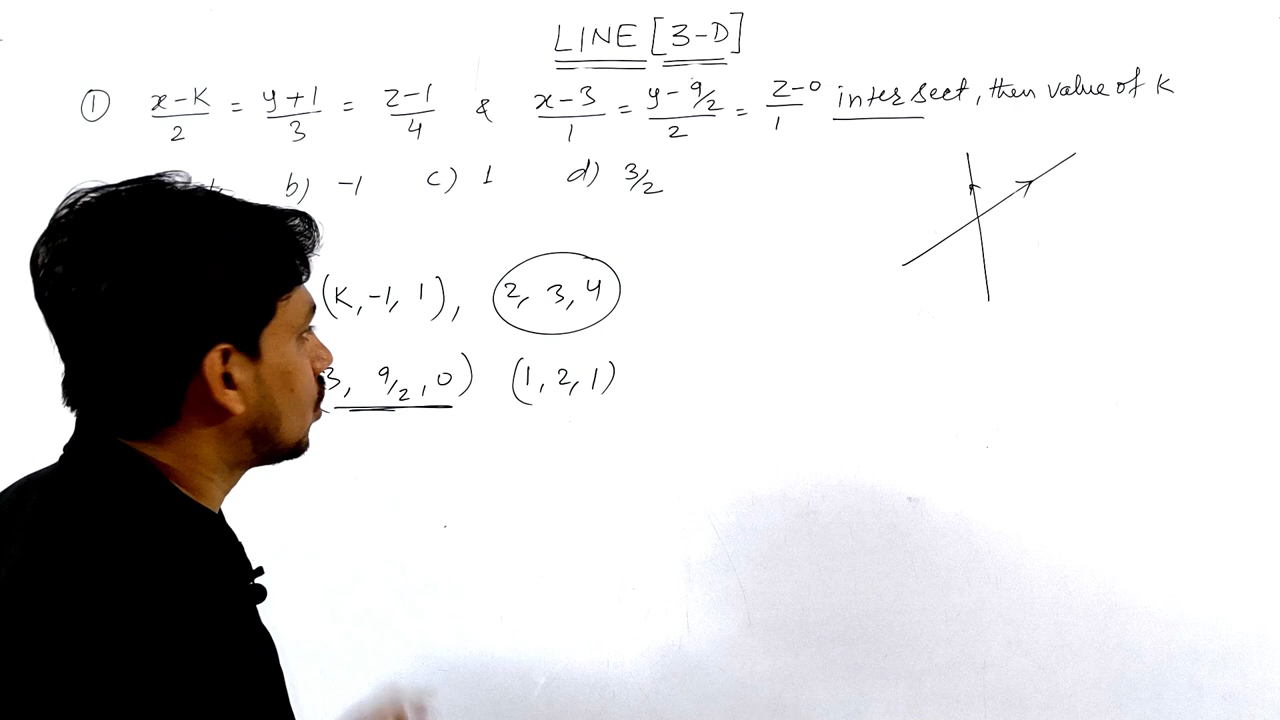 LINE [3-D]
① x-K/2 = y+1/3 = z-1/4 & x-3/1 = y-9/2/2 = z-0/1 intersect, then value of K
b) -1 c) 1 d) 3/2
(K, -1, 1), 2, 3, 4
(3, 9/2, 0) (1, 2, 1)